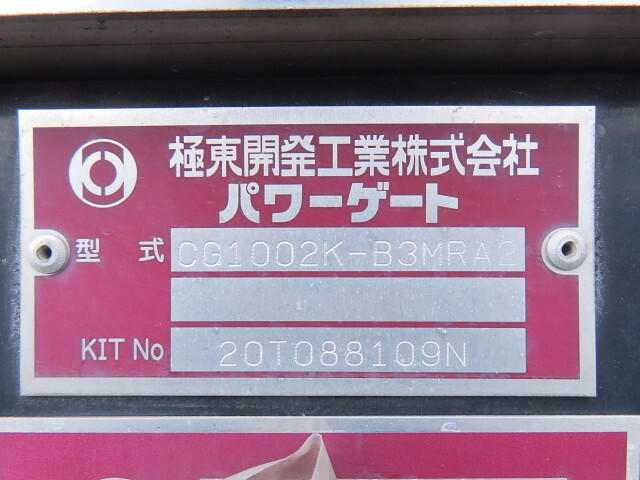 極東開発工業株式会社
パワーゲート
型式 CG1002K-B3MRA2
KIT No 20T088109N